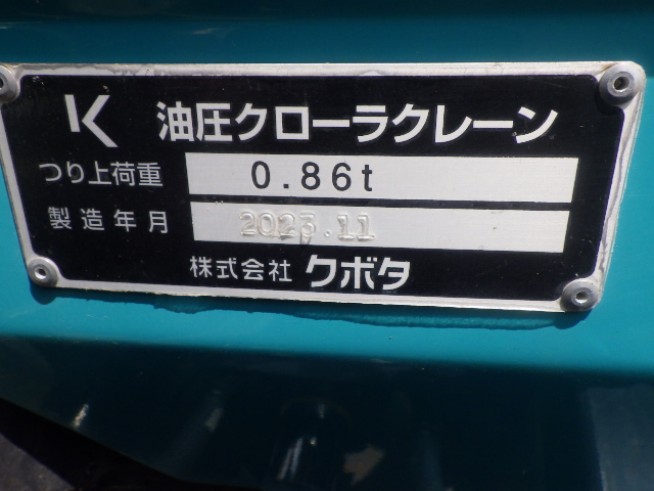 K 油圧クローラクレーン
つり上荷重 0.86t
製造年月 2023.11
株式会社 クボタ